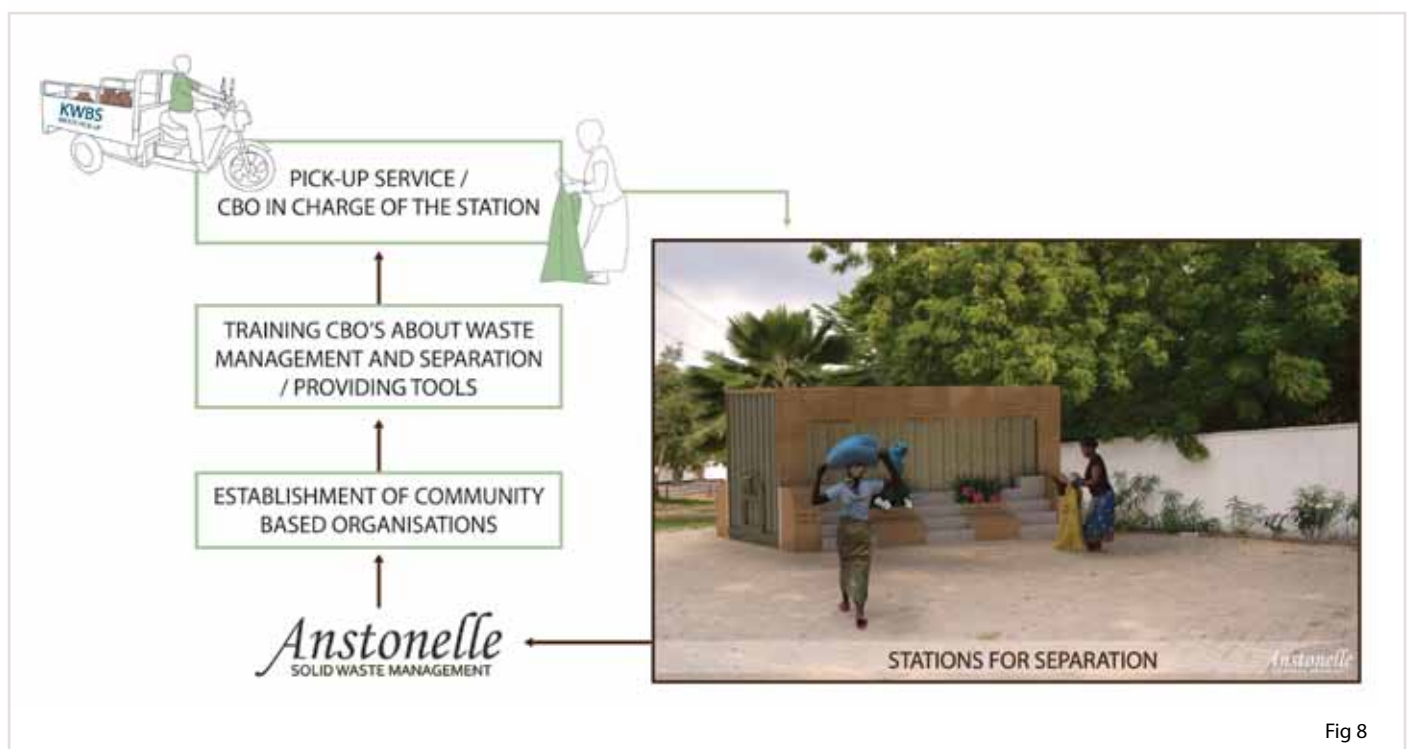 KWBS
PICK-UP SERVICE /
CBO IN CHARGE OF THE STATION
TRAINING CBO'S ABOUT WASTE
MANAGEMENT AND SEPARATION
/ PROVIDING TOOLS
ESTABLISHMENT OF COMMUNITY
BASED ORGANISATIONS
Anstonelle
SOLID WASTE MANAGEMENT
STATIONS FOR SEPARATION
Anstonelle
Fig 8